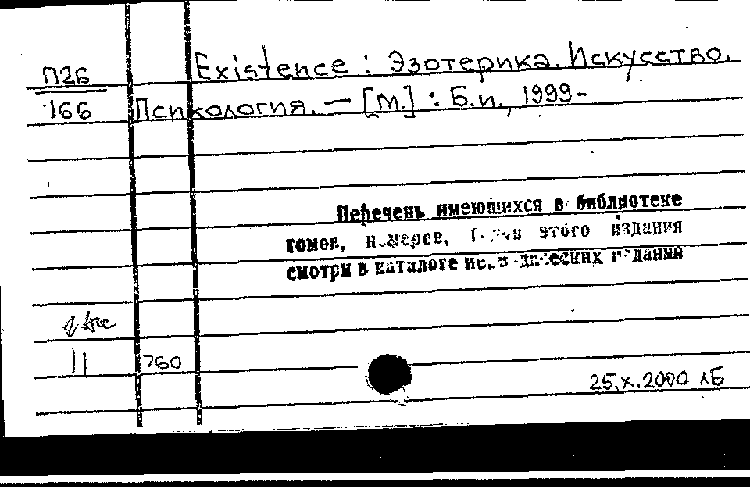 П26 Existence : Эзотерика. Искусство.
166 Психология. — [М.] : Б.и., 1999-
Перечень имеющихся в библиотеке
томов, номеров, этого издания
смотри в каталоге
11 760
25.X.2000 ЛБ